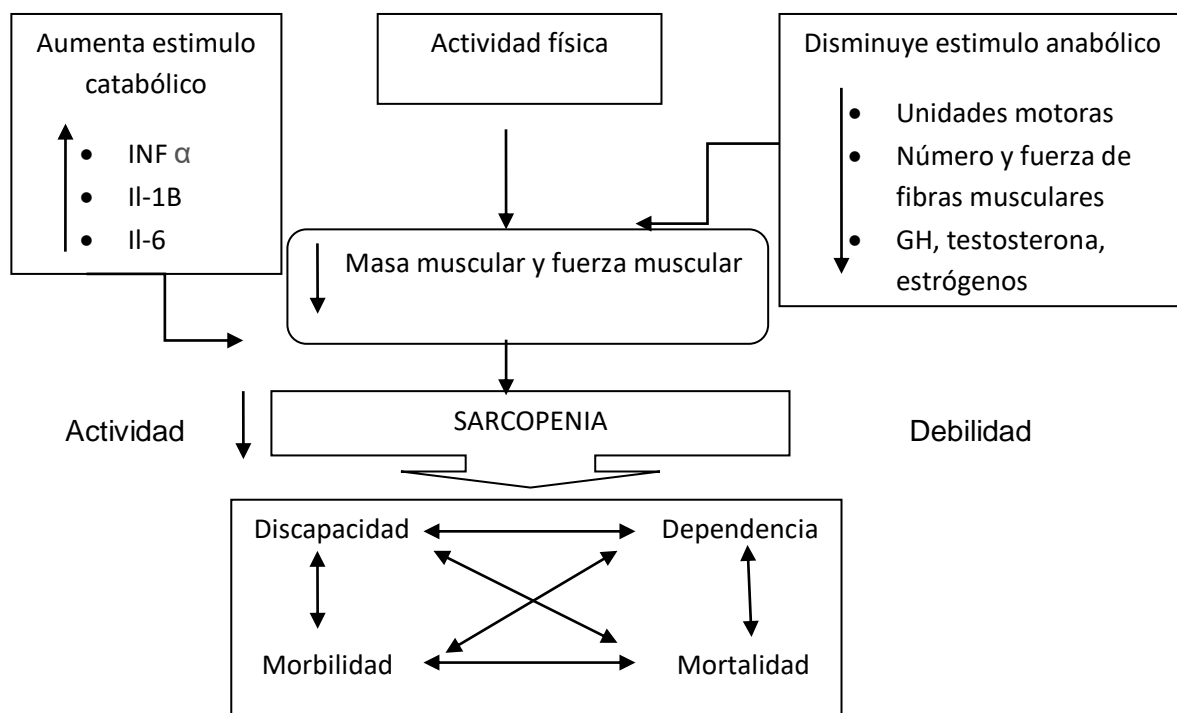 Aumenta estimulo
catabólico
• INF α
• Il-1B
• Il-6
Actividad física
Disminuye estimulo anabólico
• Unidades motoras
• Número y fuerza de
fibras musculares
• GH, testosterona,
estrógenos
Masa muscular y fuerza muscular
Actividad
SARCOPENIA
Debilidad
Discapacidad
Dependencia
Morbilidad
Mortalidad